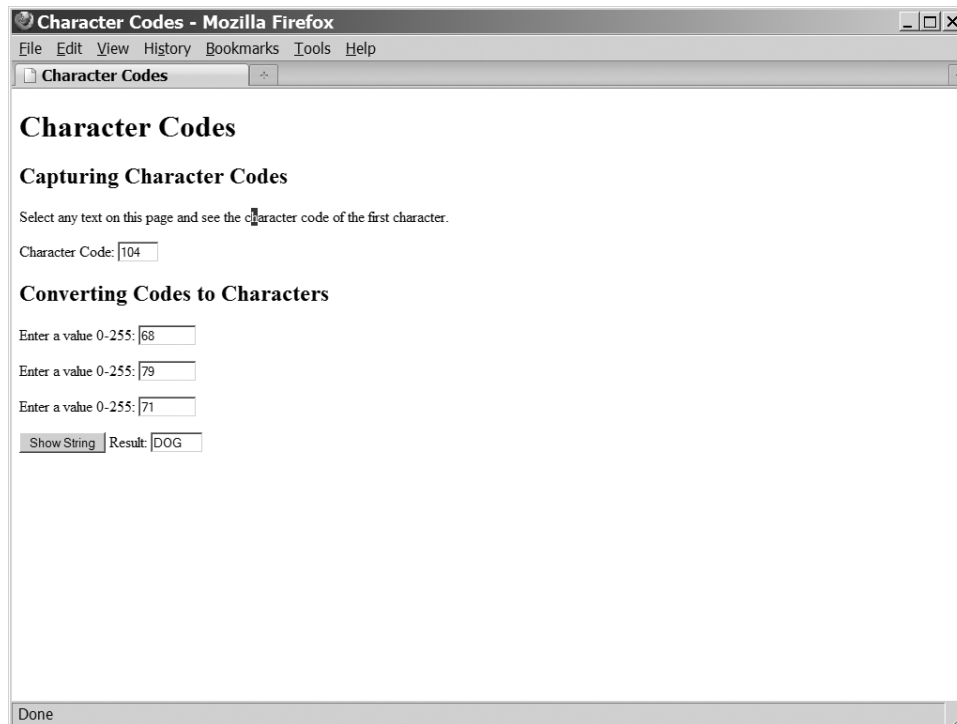 Character Codes - Mozilla Firefox
File Edit View History Bookmarks Tools Help
Character Codes
Character Codes
Capturing Character Codes
Select any text on this page and see the character code of the first character.
Character Code: 104
Converting Codes to Characters
Enter a value 0-255: 68
Enter a value 0-255: 79
Enter a value 0-255: 71
Show String Result: DOG
Done